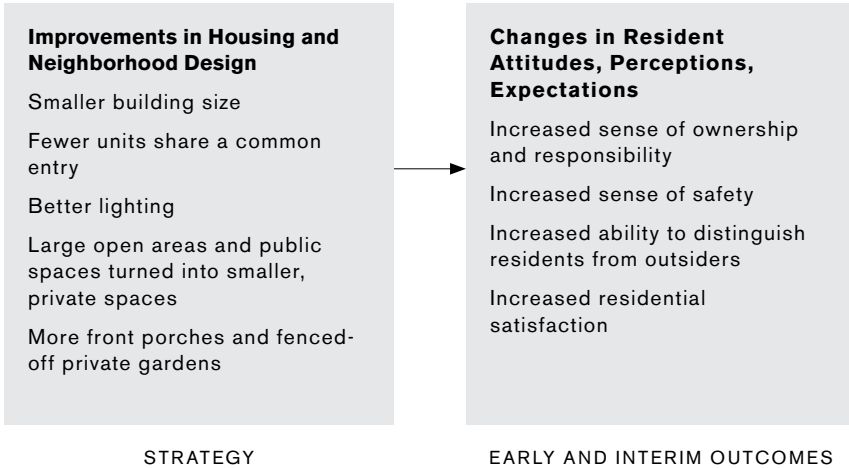 Improvements in Housing and
Neighborhood Design
Smaller building size
Fewer units share a common
entry
Better lighting
Large open areas and public
spaces turned into smaller,
private spaces
More front porches and fenced-
off private gardens
STRATEGY
Changes in Resident
Attitudes, Perceptions,
Expectations
Increased sense of ownership
and responsibility
Increased sense of safety
Increased ability to distinguish
residents from outsiders
Increased residential
satisfaction
EARLY AND INTERIM OUTCOMES